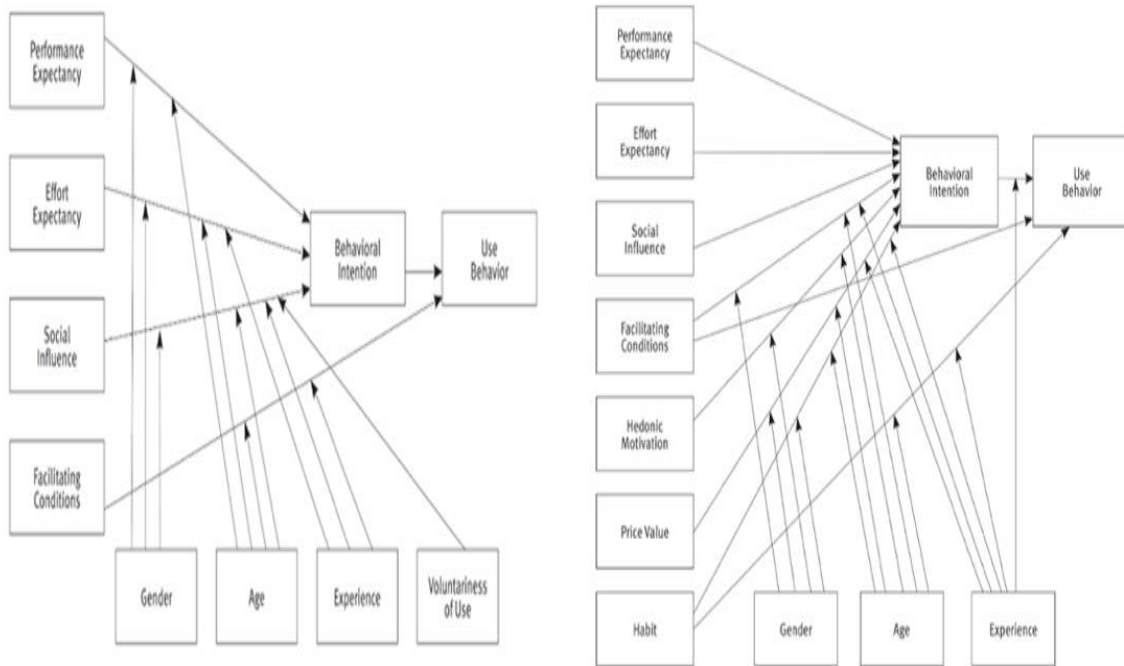 Performance
Expectancy
Effort
Expectancy
Social
Influence
Facilitating
Conditions
Behavioral
Intention
Use
Behavior
Gender
Age
Experience
Voluntariness
of Use
Performance
Expectancy
Effort
Expectancy
Social
Influence
Facilitating
Conditions
Hedonic
Motivation
Price Value
Habit
Behavioral
Intention
Use
Behavior
Gender
Age
Experience